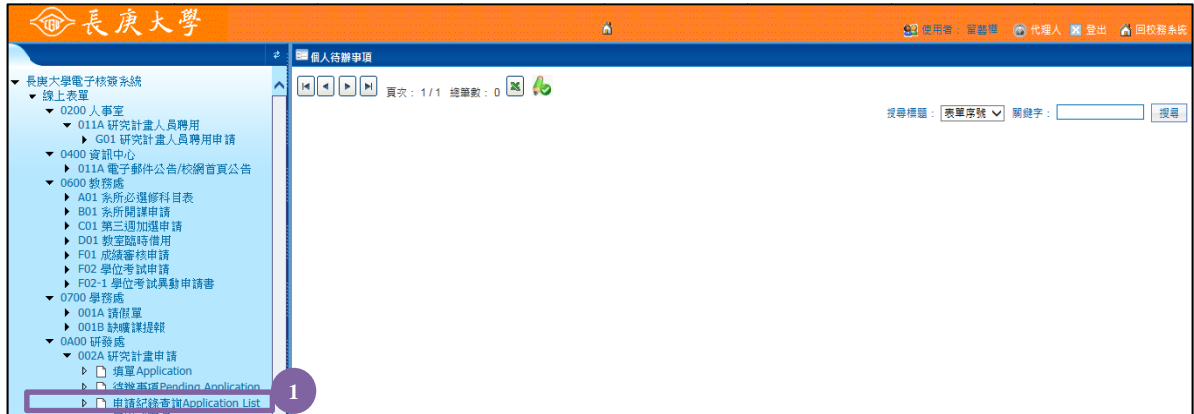 長庚大學
使用者： 代理人 登出 回校務系統
個人待辦事項
頁次： 1/1 總筆數： 0
搜尋標題： 表單序號 關鍵字： 搜尋
長庚大學電子核簽系統
線上表單
0200 人事室
011A 研究計畫人員聘用
G01 研究計畫人員聘用申請
0400 資訊中心
011A 電子郵件公告/校網首頁公告
0600 教務處
A01 系所必選修科目表
B01 系所開課申請
C01 第三週加選申請
D01 教室臨時借用
F01 成績審核申請
F02 學位考試申請
F02-1 學位考試異動申請書
0700 學務處
001A 請假單
001B 缺曠課提報
0A00 研發處
002A 研究計畫申請
填單Application
待辦事項Pending Application
申請紀錄查詢Application List
1